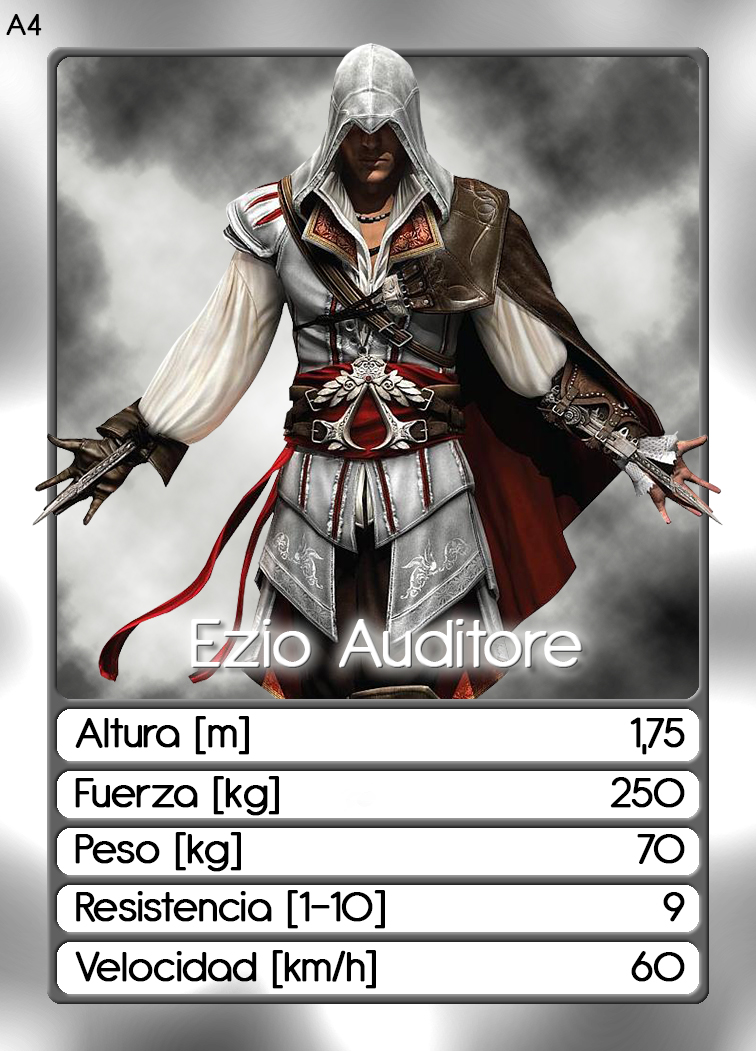 A4
Ezio Auditore
Altura [m] 1,75
Fuerza [kg] 250
Peso [kg] 70
Resistencia [1-10] 9
Velocidad [km/h] 60